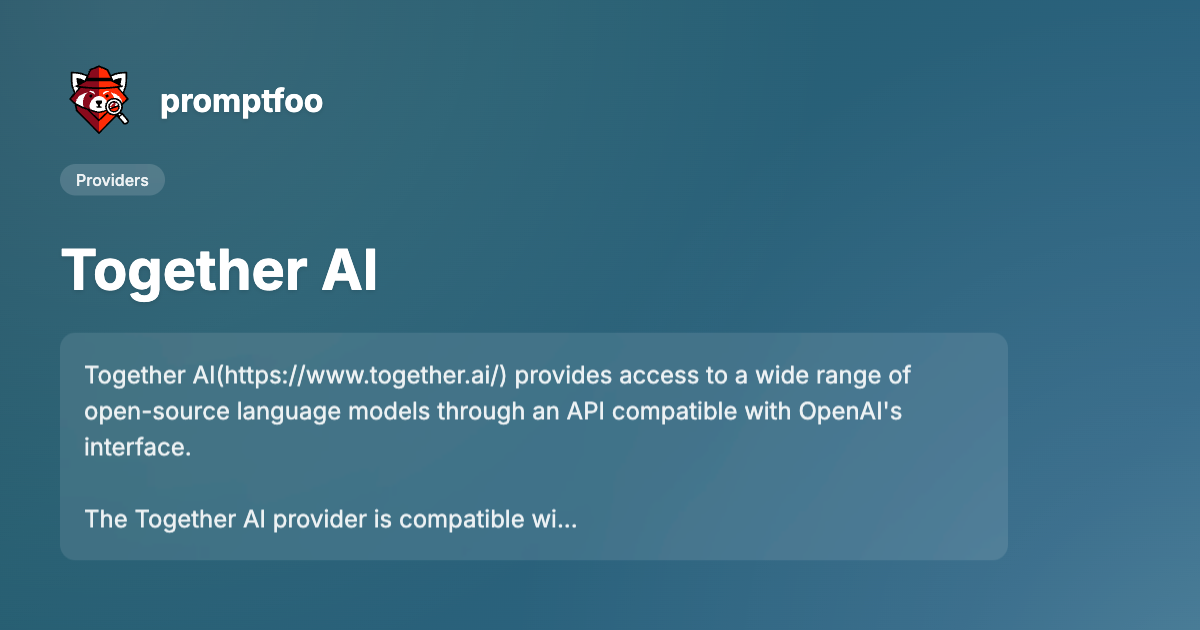 promptfoo
Providers
Together AI
Together AI(https://www.together.ai/) provides access to a wide range of
open-source language models through an API compatible with OpenAI's
interface.
The Together AI provider is compatible wi...